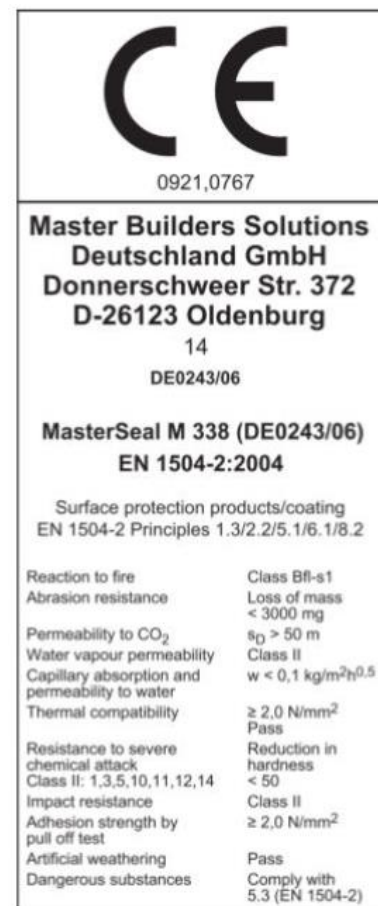 CE
0921,0767
Master Builders Solutions
Deutschland GmbH
Donnerschweer Str. 372
D-26123 Oldenburg
14
DE0243/06
MasterSeal M 338 (DE0243/06)
EN 1504-2:2004
Surface protection products/coating
EN 1504-2 Principles 1.3/2.2/5.1/6.1/8.2
Reaction to fire Class Bfl-s1
Abrasion resistance Loss of mass
< 3000 mg
Permeability to CO₂ s_D > 50 m
Water vapour permeability Class II
Capillary absorption and w < 0,1 kg/m²h⁰·⁵
permeability to water
Thermal compatibility ≥ 2,0 N/mm²
Pass
Resistance to severe Reduction in
chemical attack hardness
Class II: 1,3,5,10,11,12,14 < 50
Impact resistance Class II
Adhesion strength by ≥ 2,0 N/mm²
pull off test
Artificial weathering Pass
Dangerous substances Comply with
5.3 (EN 1504-2)